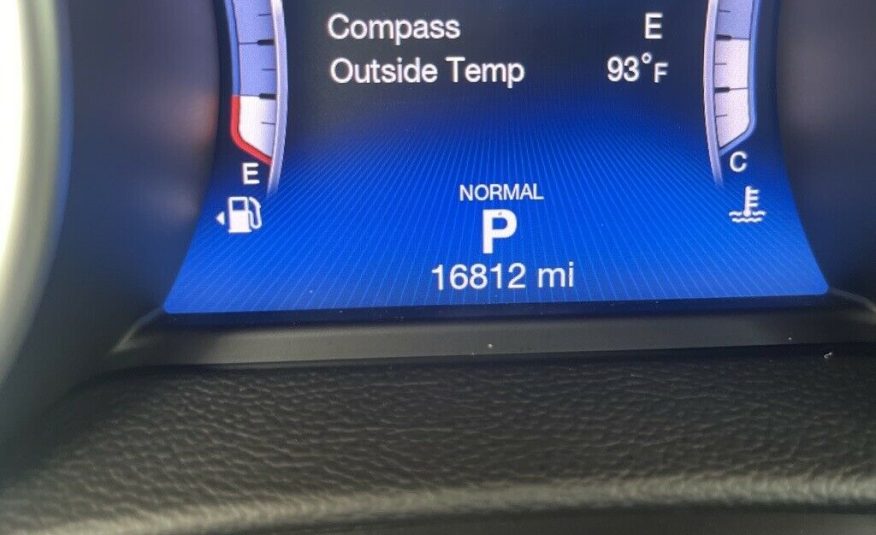 Compass E
Outside Temp 93°F
E C
NORMAL
P
16812 mi